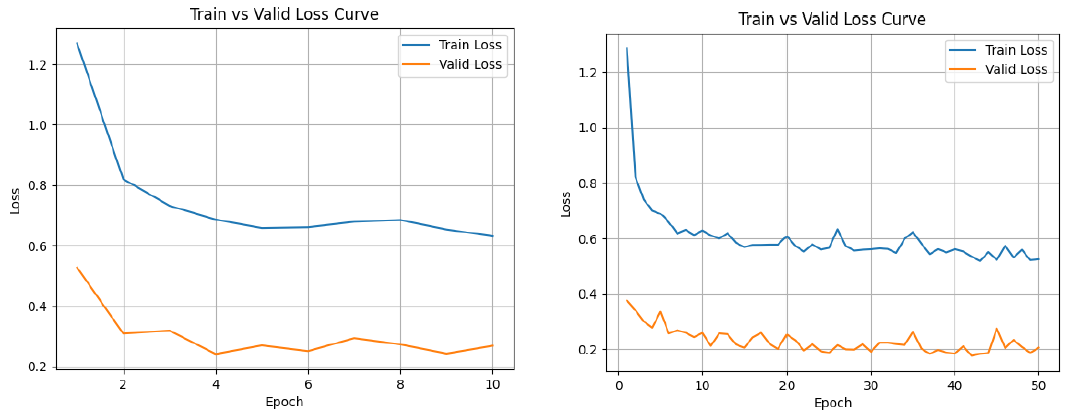 Train vs Valid Loss Curve
Train Loss
Valid Loss
Loss
1.2
1.0
0.8
0.6
0.4
0.2
2
4
6
8
10
Epoch
Train vs Valid Loss Curve
Train Loss
Valid Loss
Loss
1.2
1.0
0.8
0.6
0.4
0.2
0
10
20
30
40
50
Epoch